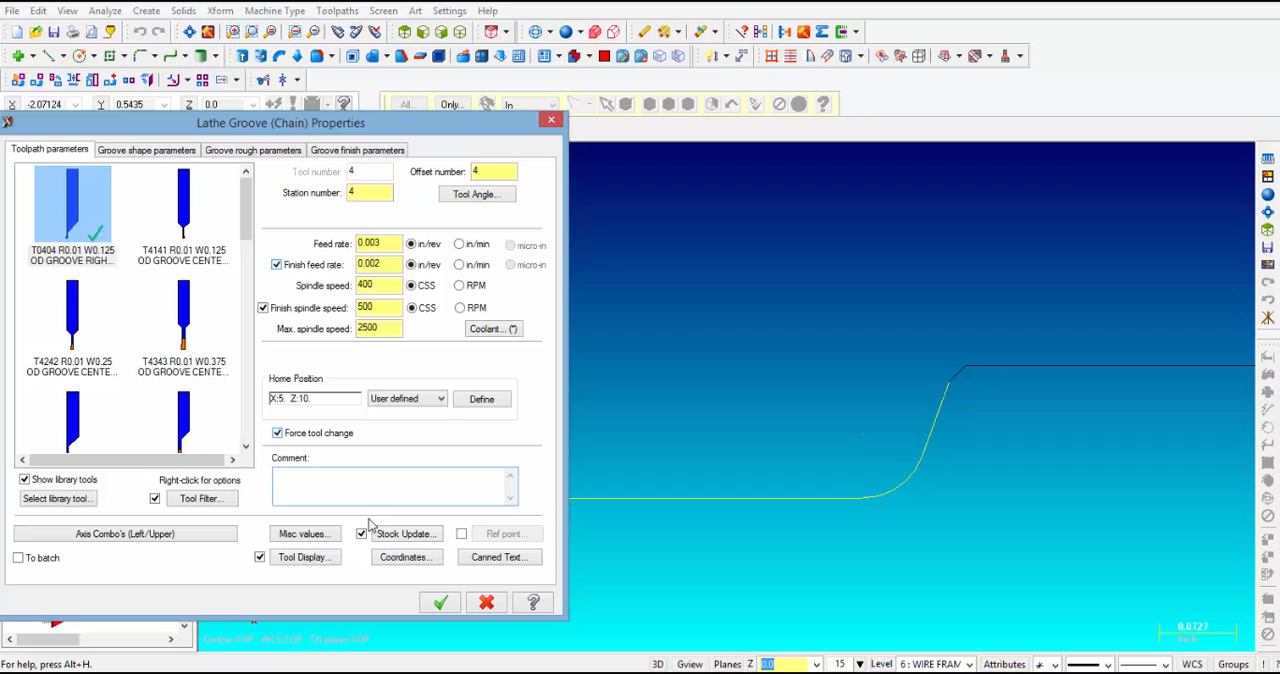 File Edit View Analyze Create Solids Xform Machine Type Toolpaths Screen Art Settings Help
All... Only... In
X -2.07124 Y 0.5435 Z 0.0
Lathe Groove (Chain) Properties
Toolpath parameters Groove shape parameters Groove rough parameters Groove finish parameters
Tool number: 4 Offset number: 4
Station number: 4 Tool Angle...
T0404 R0.01 W0.125 T4141 R0.01 W0.125
OD GROOVE RIGH... OD GROOVE CENTE...
Feed rate: 0.003 in/rev in/min micro-in
Finish feed rate: 0.002 in/rev in/min micro-in
Spindle speed: 400 CSS RPM
Finish spindle speed: 500 CSS RPM
Max. spindle speed: 2500 Coolant... (*)
T4242 R0.01 W0.25 T4343 R0.01 W0.375
OD GROOVE CENTE... OD GROOVE CENTE...
Home Position
X:5. Z:10. User defined Define
Force tool change
Comment:
Show library tools Right-click for options
Select library tool... Tool Filter...
Axis Combo's (Left/Upper) Misc values... Stock Update... Ref point...
To batch Tool Display... Coordinates... Canned Text...
0.0727
Inch
For help, press Alt+H. 3D Gview Planes Z 0.0 15 Level 6 : WIRE FRAM Attributes WCS Groups ! ?